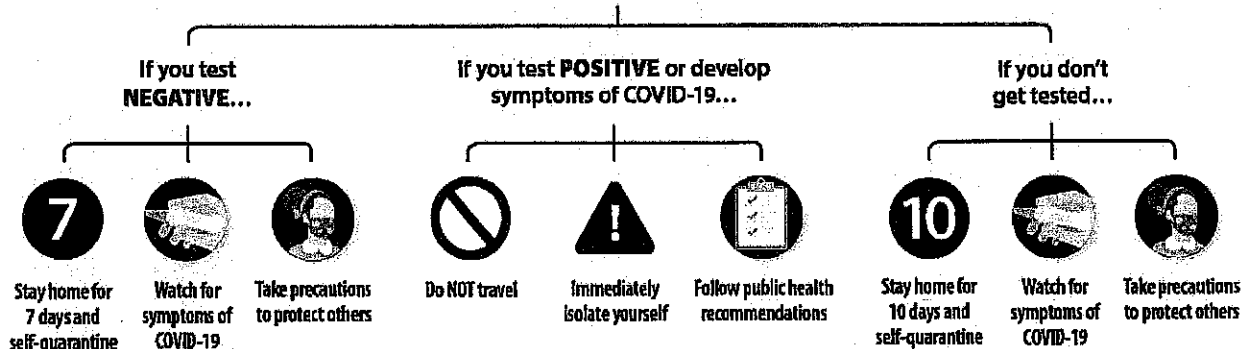 If you test
NEGATIVE...
If you test POSITIVE or develop
symptoms of COVID-19...
If you don't
get tested...
7
Stay home for
7 days and
self-quarantine
Watch for
symptoms of
COVID-19
Take precautions
to protect others
!
Do NOT travel
Immediately
isolate yourself
Follow public health
recommendations
10
Stay home for
10 days and
self-quarantine
Watch for
symptoms of
COVID-19
Take precautions
to protect others